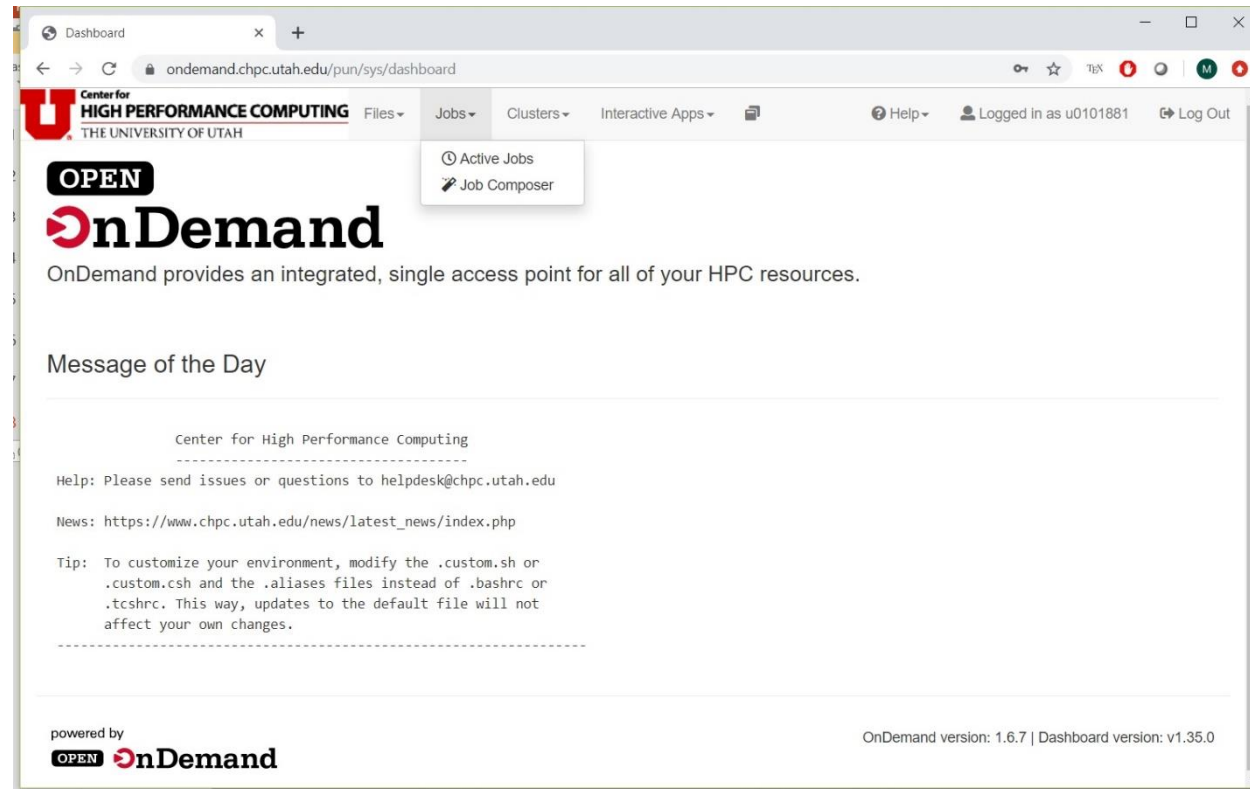 Dashboard
ondemand.chpc.utah.edu/pun/sys/dashboard
TEX
M
Center for
HIGH PERFORMANCE COMPUTING
THE UNIVERSITY OF UTAH
Files
Jobs
Clusters
Interactive Apps
Help
Logged in as u0101881
Log Out
Active Jobs
Job Composer
OPEN
OnDemand
OnDemand provides an integrated, single access point for all of your HPC resources.
Message of the Day
Center for High Performance Computing
-------------------------------------
Help: Please send issues or questions to helpdesk@chpc.utah.edu
News: https://www.chpc.utah.edu/news/latest_news/index.php
Tip: To customize your environment, modify the .custom.sh or
.custom.csh and the .aliases files instead of .bashrc or
.tcshrc. This way, updates to the default file will not
affect your own changes.
-------------------------------------------------------------------
powered by
OPEN OnDemand
OnDemand version: 1.6.7 | Dashboard version: v1.35.0